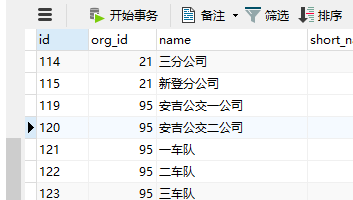 开始事务 备注 筛选 排序
id org_id name short_n
114 21 三分公司
115 21 新登分公司
119 95 安吉公交一公司
120 95 安吉公交二公司
121 95 一车队
122 95 二车队
123 95 三车队